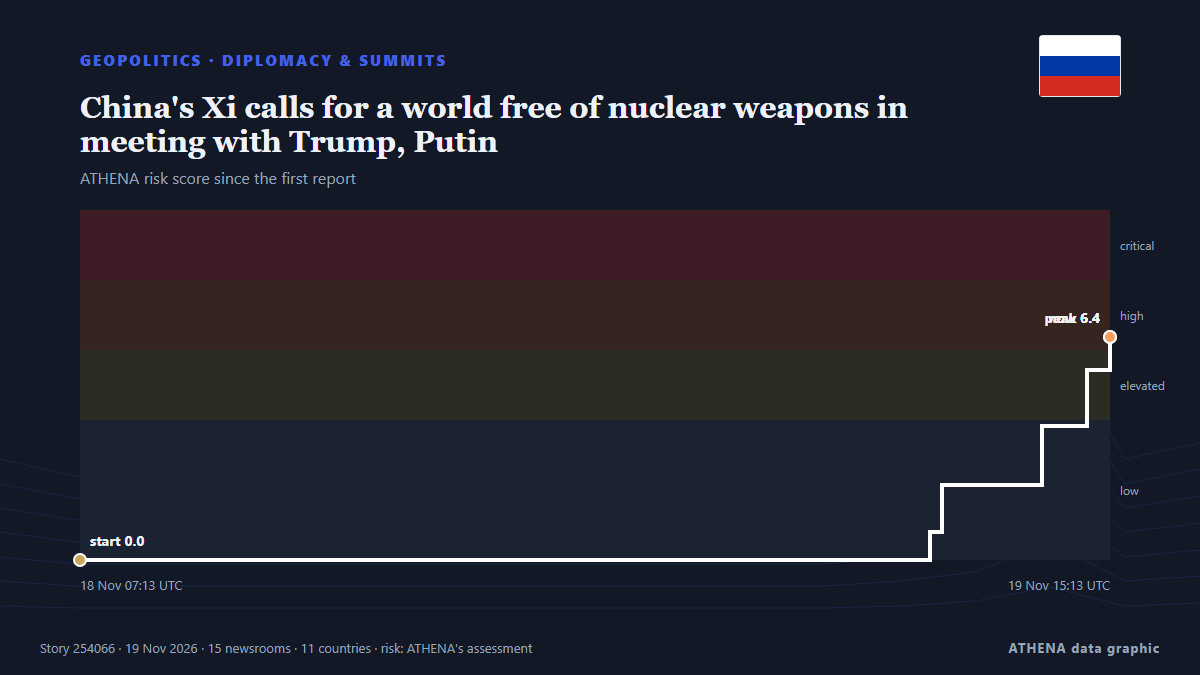 GEOPOLITICS · DIPLOMACY & SUMMITS
China's Xi calls for a world free of nuclear weapons in
meeting with Trump, Putin
ATHENA risk score since the first report
critical
high
6.4
elevated
low
start 0.0
18 Nov 07:13 UTC
19 Nov 15:13 UTC
Story 254066 · 19 Nov 2026 · 15 newsrooms · 11 countries · risk: ATHENA's assessment
ATHENA data graphic